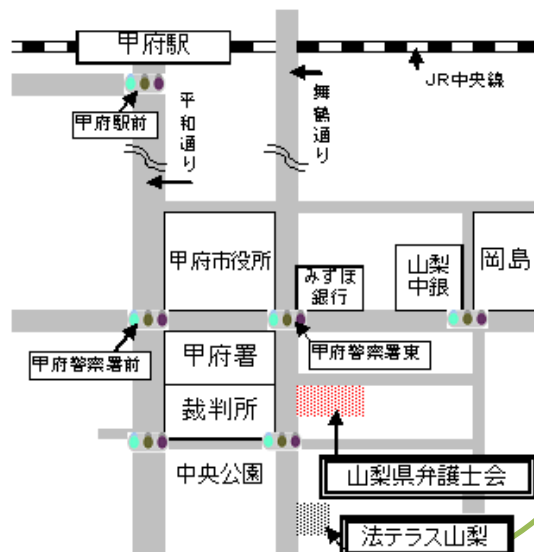 甲府駅
JR中央線
甲府駅前
平和通り
舞鶴通り
甲府市役所
みずほ
銀行
山梨
中銀
岡島
甲府警察署前
甲府署
甲府警察署東
裁判所
中央公園
山梨県弁護士会
法テラス山梨